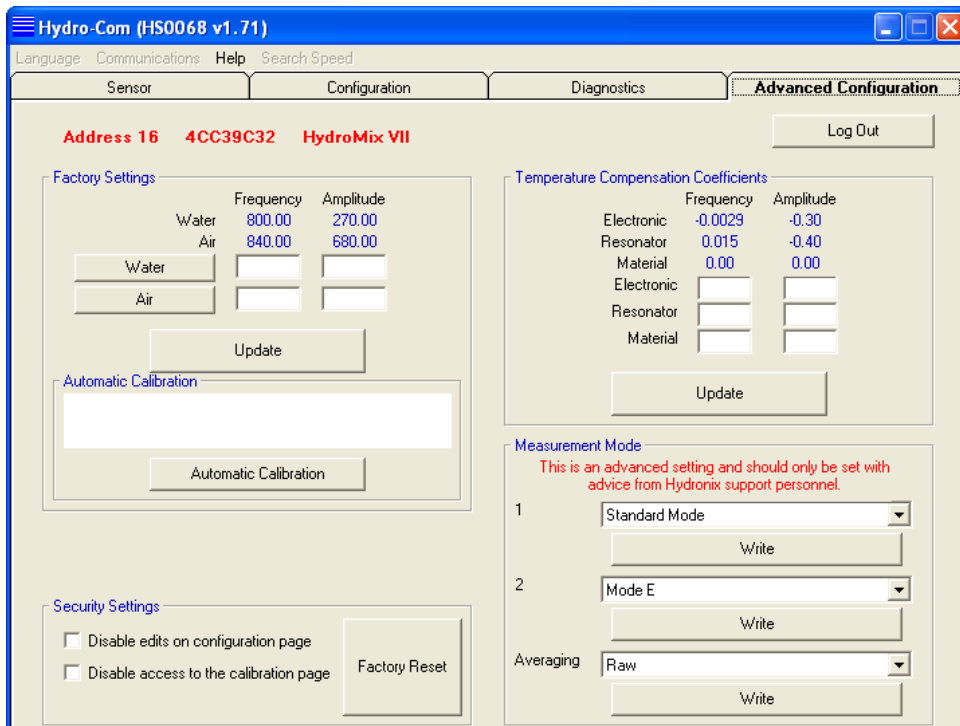 Hydro-Com (HS0068 v1.71)
Language Communications Help Search Speed
Sensor Configuration Diagnostics Advanced Configuration
Address 16 4CC39C32 HydroMix VII
Log Out
Factory Settings
Frequency Amplitude
Water 800.00 270.00
Air 840.00 680.00
Water
Air
Update
Automatic Calibration
Automatic Calibration
Security Settings
Disable edits on configuration page
Disable access to the calibration page
Factory Reset
Temperature Compensation Coefficients
Frequency Amplitude
Electronic -0.0029 -0.30
Resonator 0.015 -0.40
Material 0.00 0.00
Electronic
Resonator
Material
Update
Measurement Mode
This is an advanced setting and should only be set with
advice from Hydronix support personnel.
1 Standard Mode
Write
2 Mode E
Write
Averaging Raw
Write